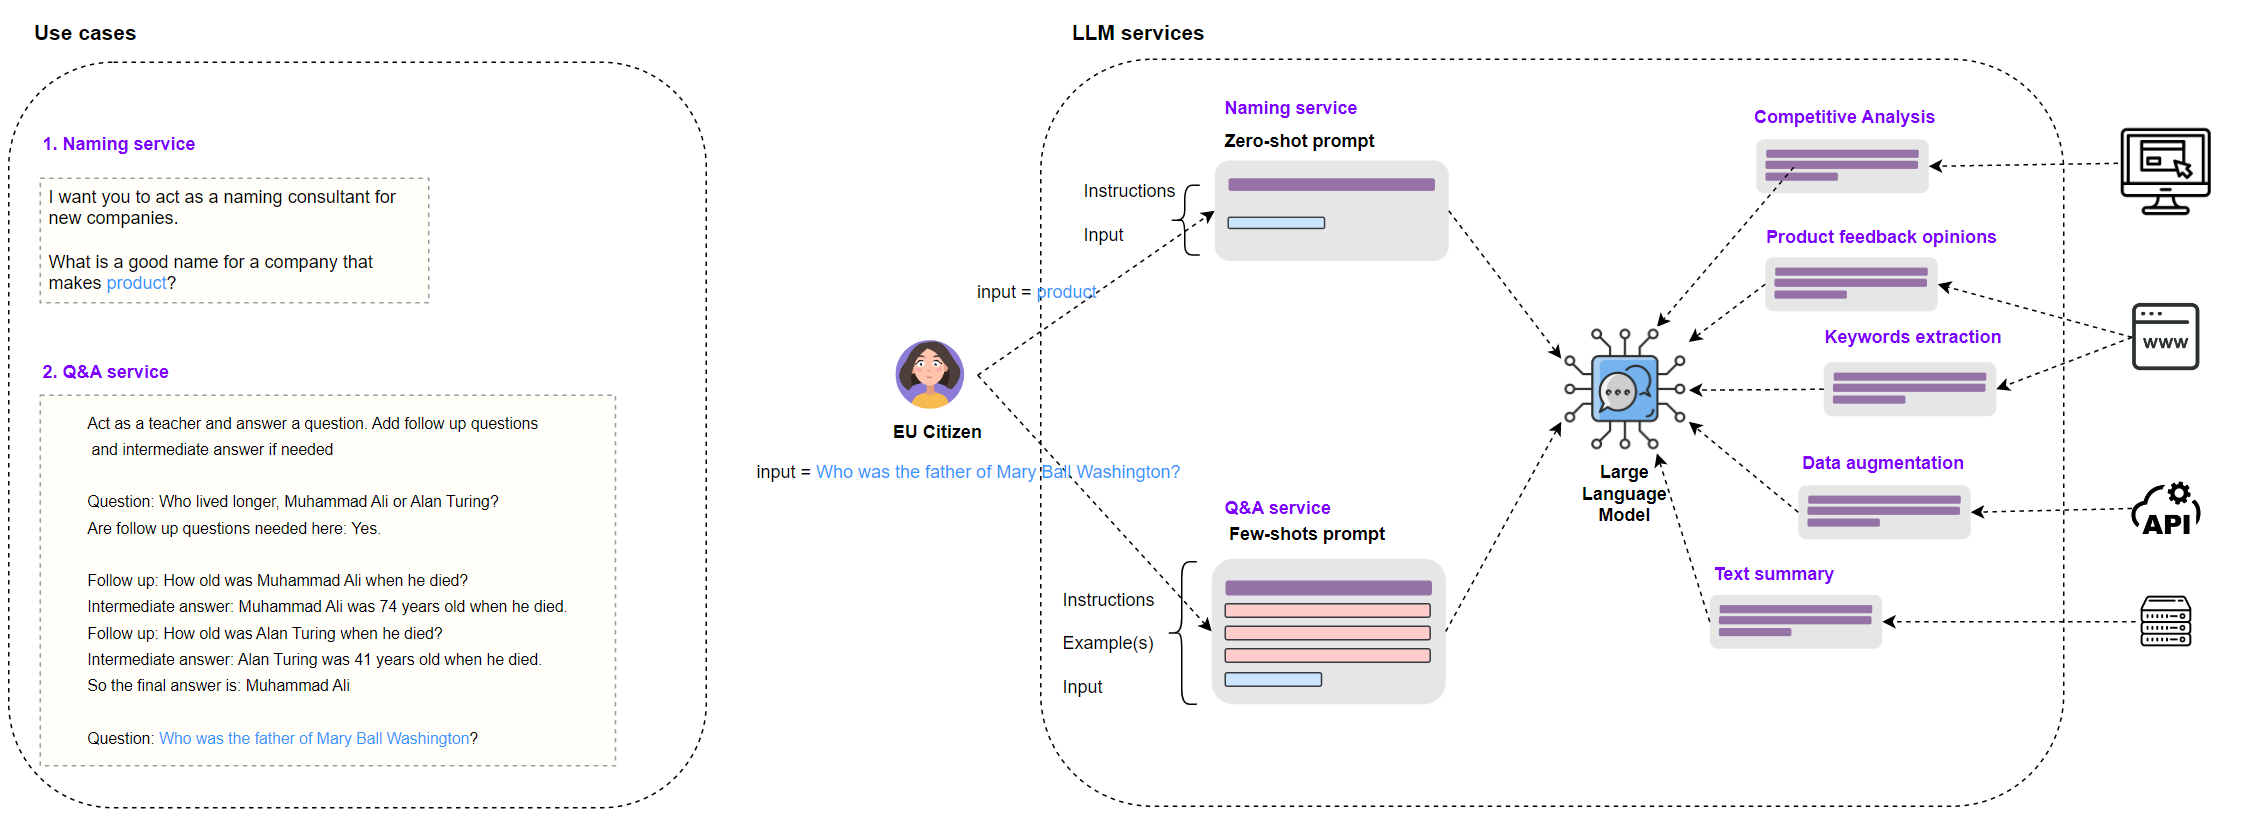 Use cases
1. Naming service
I want you to act as a naming consultant for
new companies.
What is a good name for a company that
makes product?
2. Q&A service
Act as a teacher and answer a question. Add follow up questions
and intermediate answer if needed
Question: Who lived longer, Muhammad Ali or Alan Turing?
Are follow up questions needed here: Yes.
Follow up: How old was Muhammad Ali when he died?
Intermediate answer: Muhammad Ali was 74 years old when he died.
Follow up: How old was Alan Turing when he died?
Intermediate answer: Alan Turing was 41 years old when he died.
So the final answer is: Muhammad Ali
Question: Who was the father of Mary Ball Washington?
EU Citizen
input = product
input = Who was the father of Mary Ball Washington?
LLM services
Naming service
Zero-shot prompt
Instructions
Input
Q&A service
Few-shots prompt
Instructions
Example(s)
Input
Large
Language
Model
Competitive Analysis
Product feedback opinions
Keywords extraction
Data augmentation
Text summary
www
API